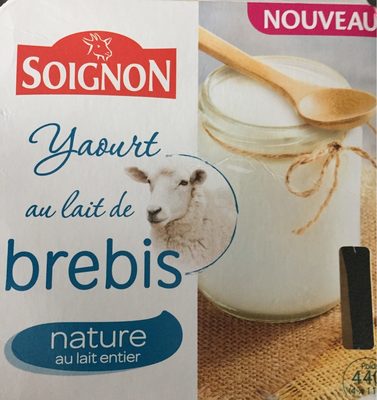 NOUVEAU
SOIGNON
Yaourt
au lait de
brebis
nature
au lait entier